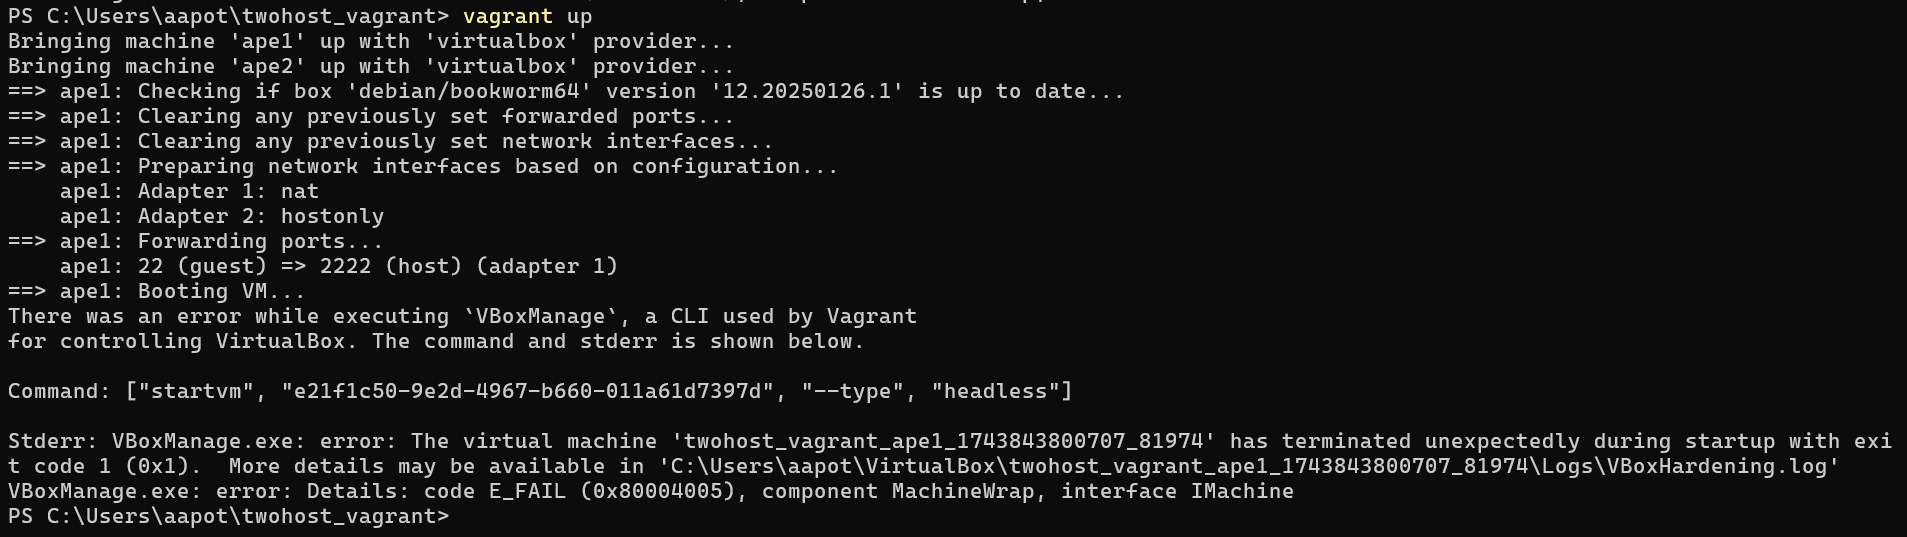 PS C:\Users\aapot\twohost_vagrant> vagrant up
Bringing machine 'ape1' up with 'virtualbox' provider...
Bringing machine 'ape2' up with 'virtualbox' provider...
==> ape1: Checking if box 'debian/bookworm64' version '12.20250126.1' is up to date...
==> ape1: Clearing any previously set forwarded ports...
==> ape1: Clearing any previously set network interfaces...
==> ape1: Preparing network interfaces based on configuration...
    ape1: Adapter 1: nat
    ape1: Adapter 2: hostonly
==> ape1: Forwarding ports...
    ape1: 22 (guest) => 2222 (host) (adapter 1)
==> ape1: Booting VM...
There was an error while executing `VBoxManage`, a CLI used by Vagrant
for controlling VirtualBox. The command and stderr is shown below.

Command: ["startvm", "e21f1c50-9e2d-4967-b660-011a61d7397d", "--type", "headless"]

Stderr: VBoxManage.exe: error: The virtual machine 'twohost_vagrant_ape1_1743843800707_81974' has terminated unexpectedly during startup with exi
t code 1 (0x1).  More details may be available in 'C:\Users\aapot\VirtualBox\twohost_vagrant_ape1_1743843800707_81974\Logs\VBoxHardening.log'
VBoxManage.exe: error: Details: code E_FAIL (0x80004005), component MachineWrap, interface IMachine
PS C:\Users\aapot\twohost_vagrant>